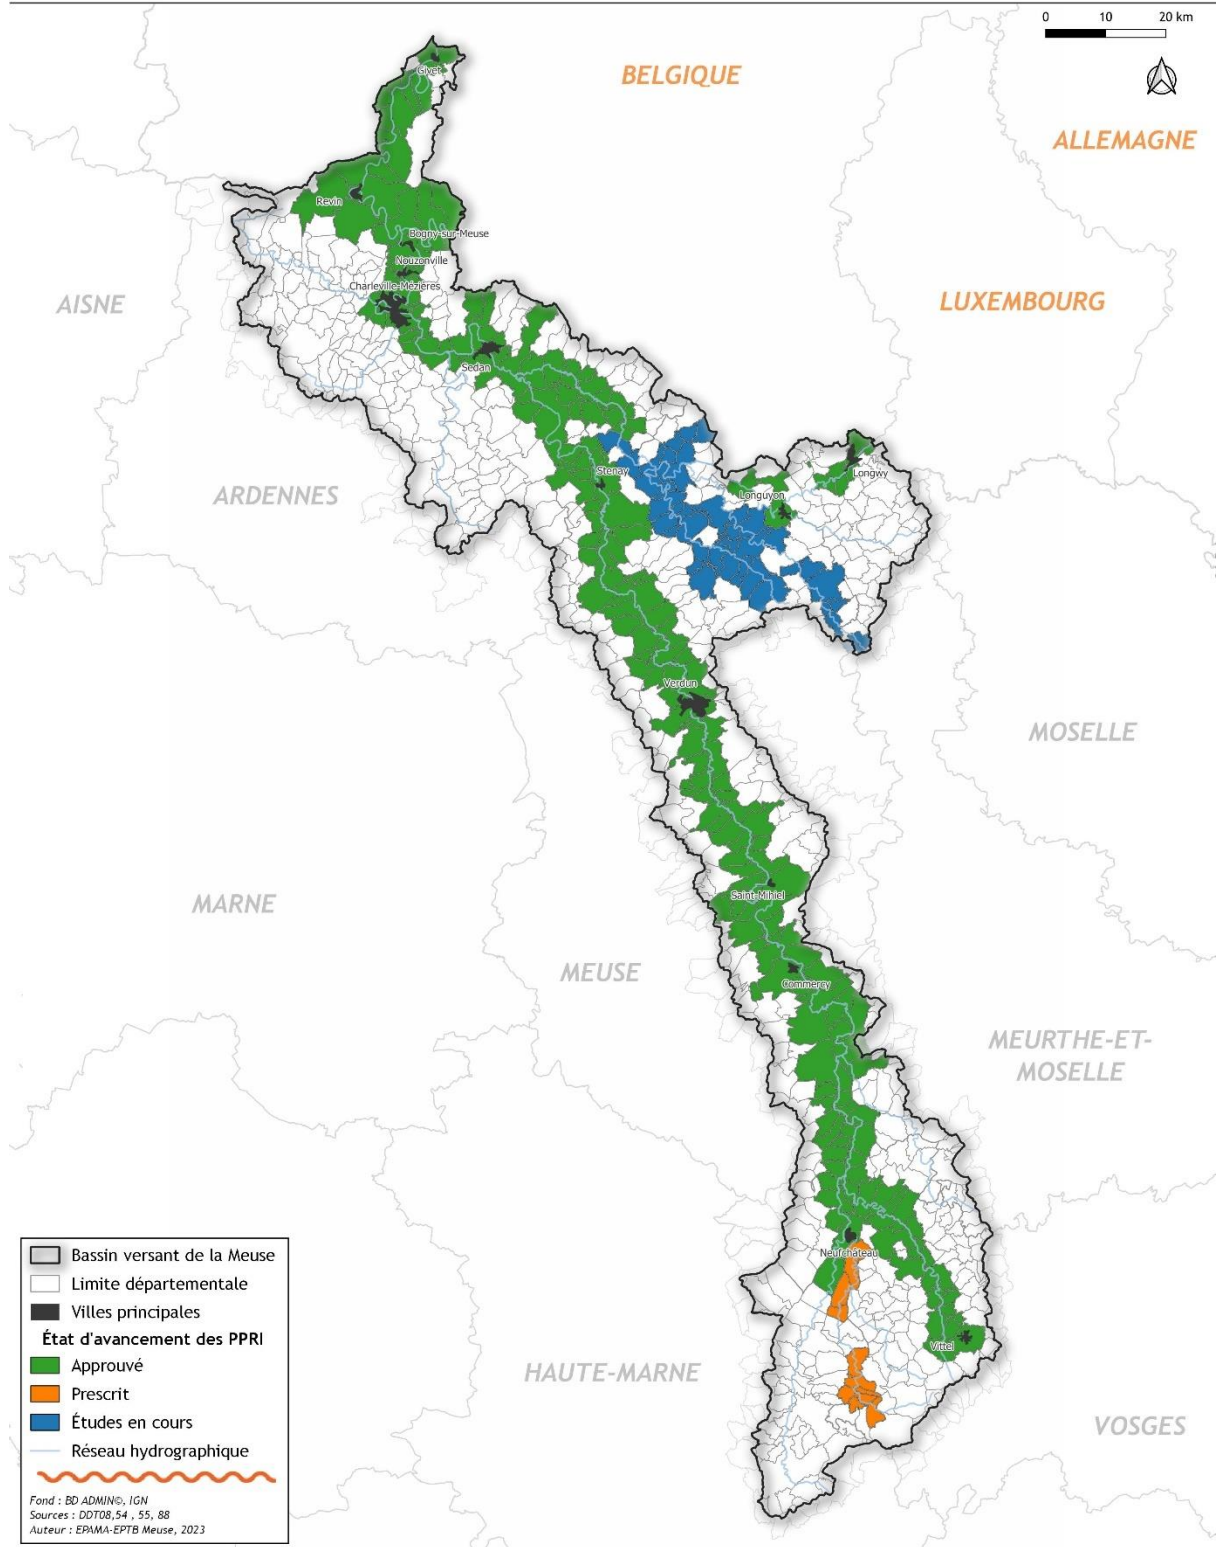 0 10 20 km
BELGIQUE
ALLEMAGNE
LUXEMBOURG
AISNE
ARDENNES
MOSELLE
MARNE
MEUSE
MEURTHE-ET-
MOSELLE
HAUTE-MARNE
VOSGES
Givet
Revin
Bogny-sur-Meuse
Nouzonville
Charleville-Mézières
Sedan
Stenay
Longwy
Longuyon
Verdun
Saint-Mihiel
Commercy
Neufchâteau
Vittel
Bassin versant de la Meuse
Limite départementale
Villes principales
État d'avancement des PPRI
Approuvé
Prescrit
Études en cours
Réseau hydrographique
Fond : BD ADMIN©, IGN
Sources : DDT08,54 , 55, 88
Auteur : EPAMA-EPTB Meuse, 2023